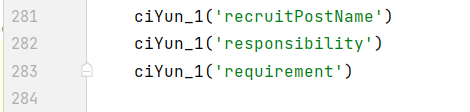 281 ciYun_1('recruitPostName')
282 ciYun_1('responsibility')
283 ciYun_1('requirement')
284